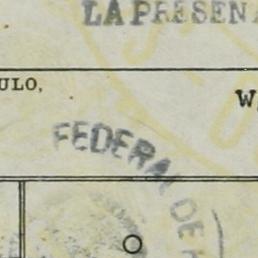 LA PRESEN
ULO,
W
FEDERAL DE